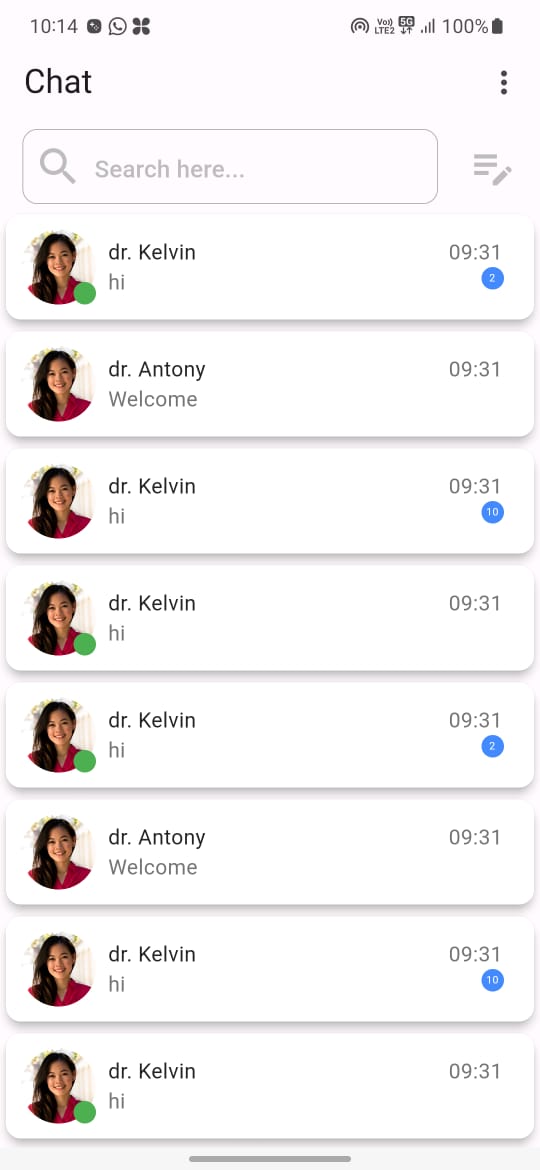 10:14 Vo)) LTE2 5G 100%
Chat
Search here...
dr. Kelvin 09:31
hi 2
dr. Antony 09:31
Welcome
dr. Kelvin 09:31
hi 10
dr. Kelvin 09:31
hi
dr. Kelvin 09:31
hi 2
dr. Antony 09:31
Welcome
dr. Kelvin 09:31
hi 10
dr. Kelvin 09:31
hi